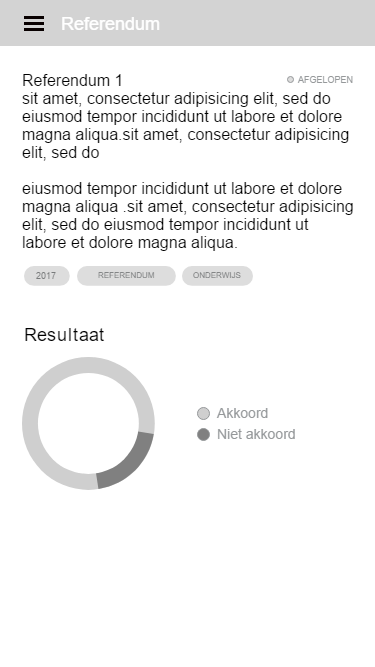 Referendum
Referendum 1
AFGELOPEN
sit amet, consectetur adipisicing elit, sed do
eiusmod tempor incididunt ut labore et dolore
magna aliqua.sit amet, consectetur adipisicing
elit, sed do
eiusmod tempor incididunt ut labore et dolore
magna aliqua .sit amet, consectetur adipisicing
elit, sed do eiusmod tempor incididunt ut
labore et dolore magna aliqua.
2017 REFERENDUM ONDERWIJS
Resultaat
Akkoord
Niet akkoord